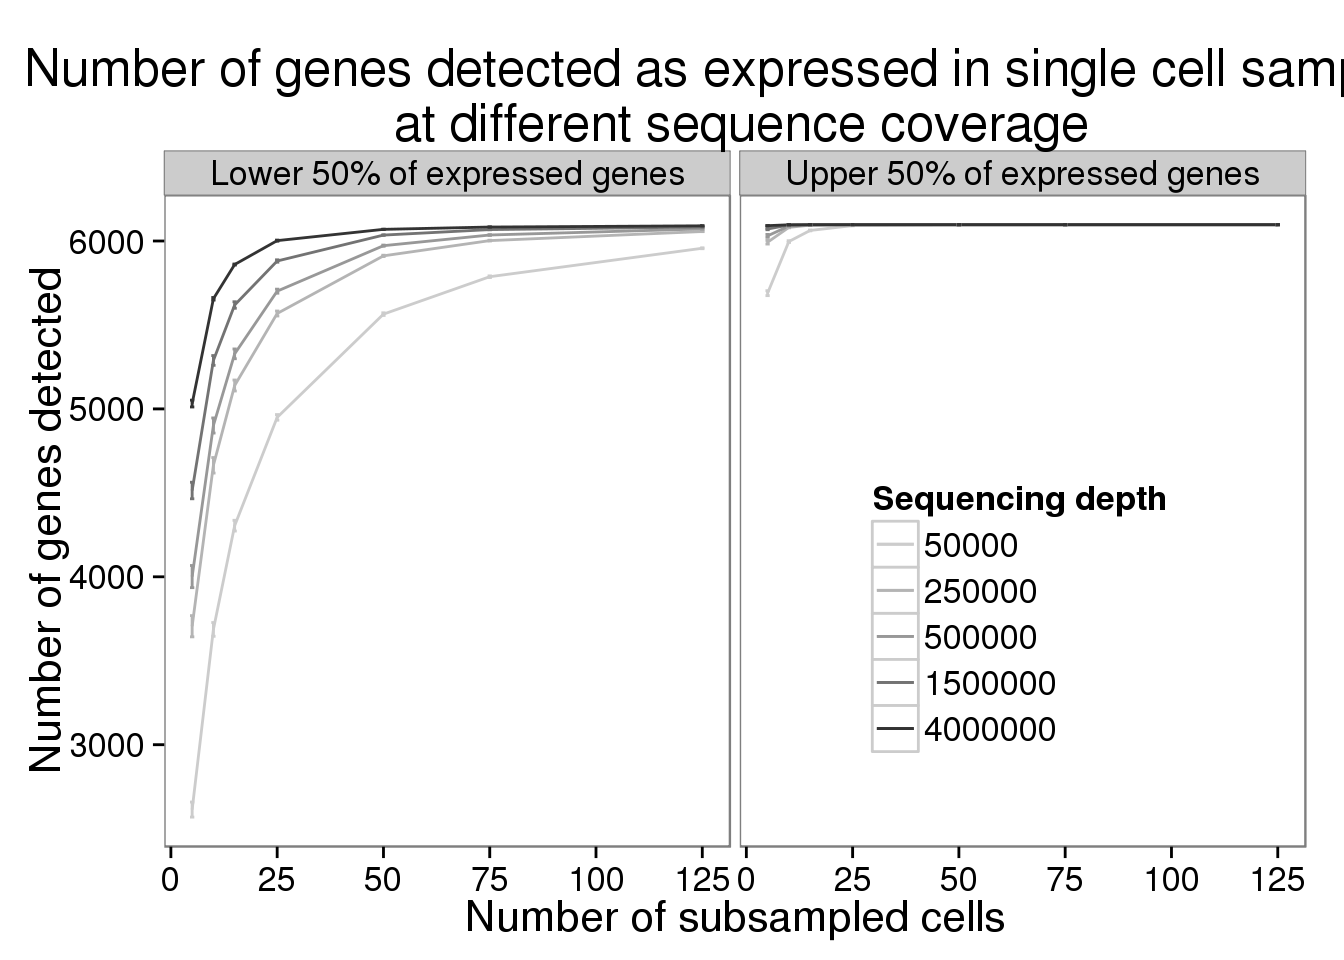 Number of genes detected as expressed in single cell samp
at different sequence coverage
Lower 50% of expressed genes
Upper 50% of expressed genes
Number of genes detected
6000
5000
4000
3000
Sequencing depth
50000
250000
500000
1500000
4000000
0 25 50 75 100 125
0 25 50 75 100 125
Number of subsampled cells